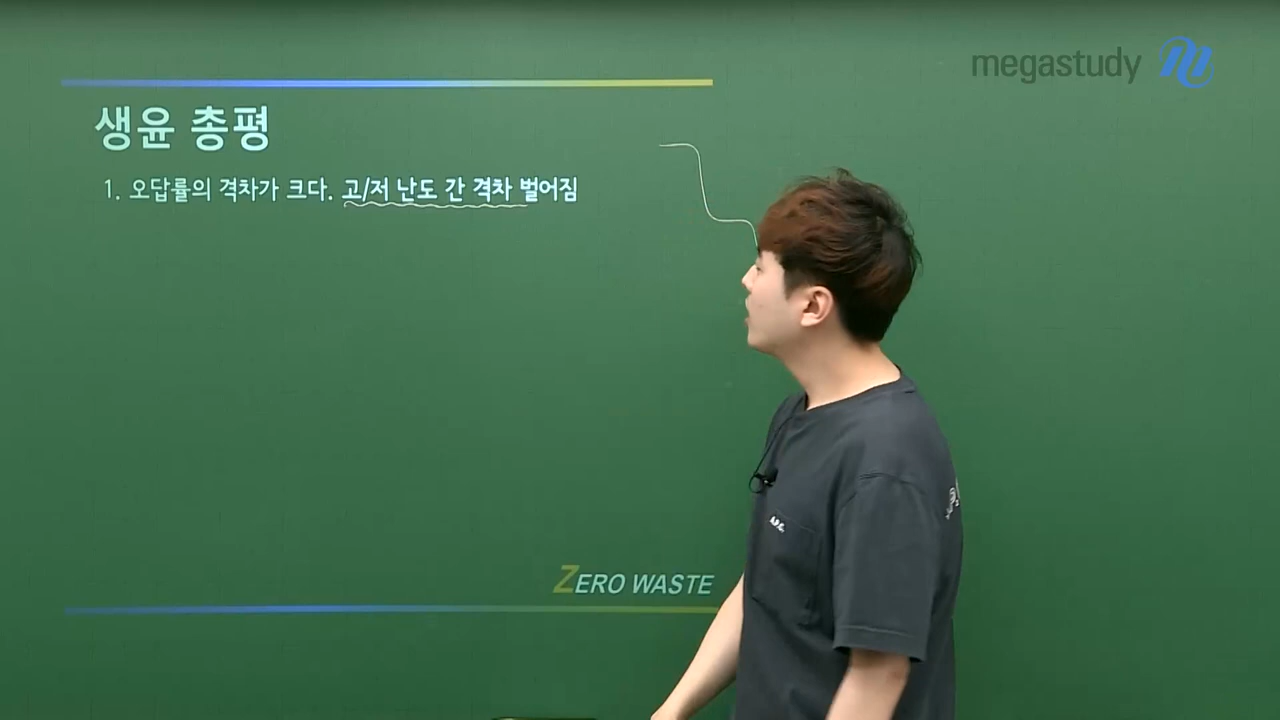 megastudy
생윤 총평
1. 오답률의 격차가 크다. 고/저 난도 간 격차 벌어짐
A.P.C.
ZERO WASTE